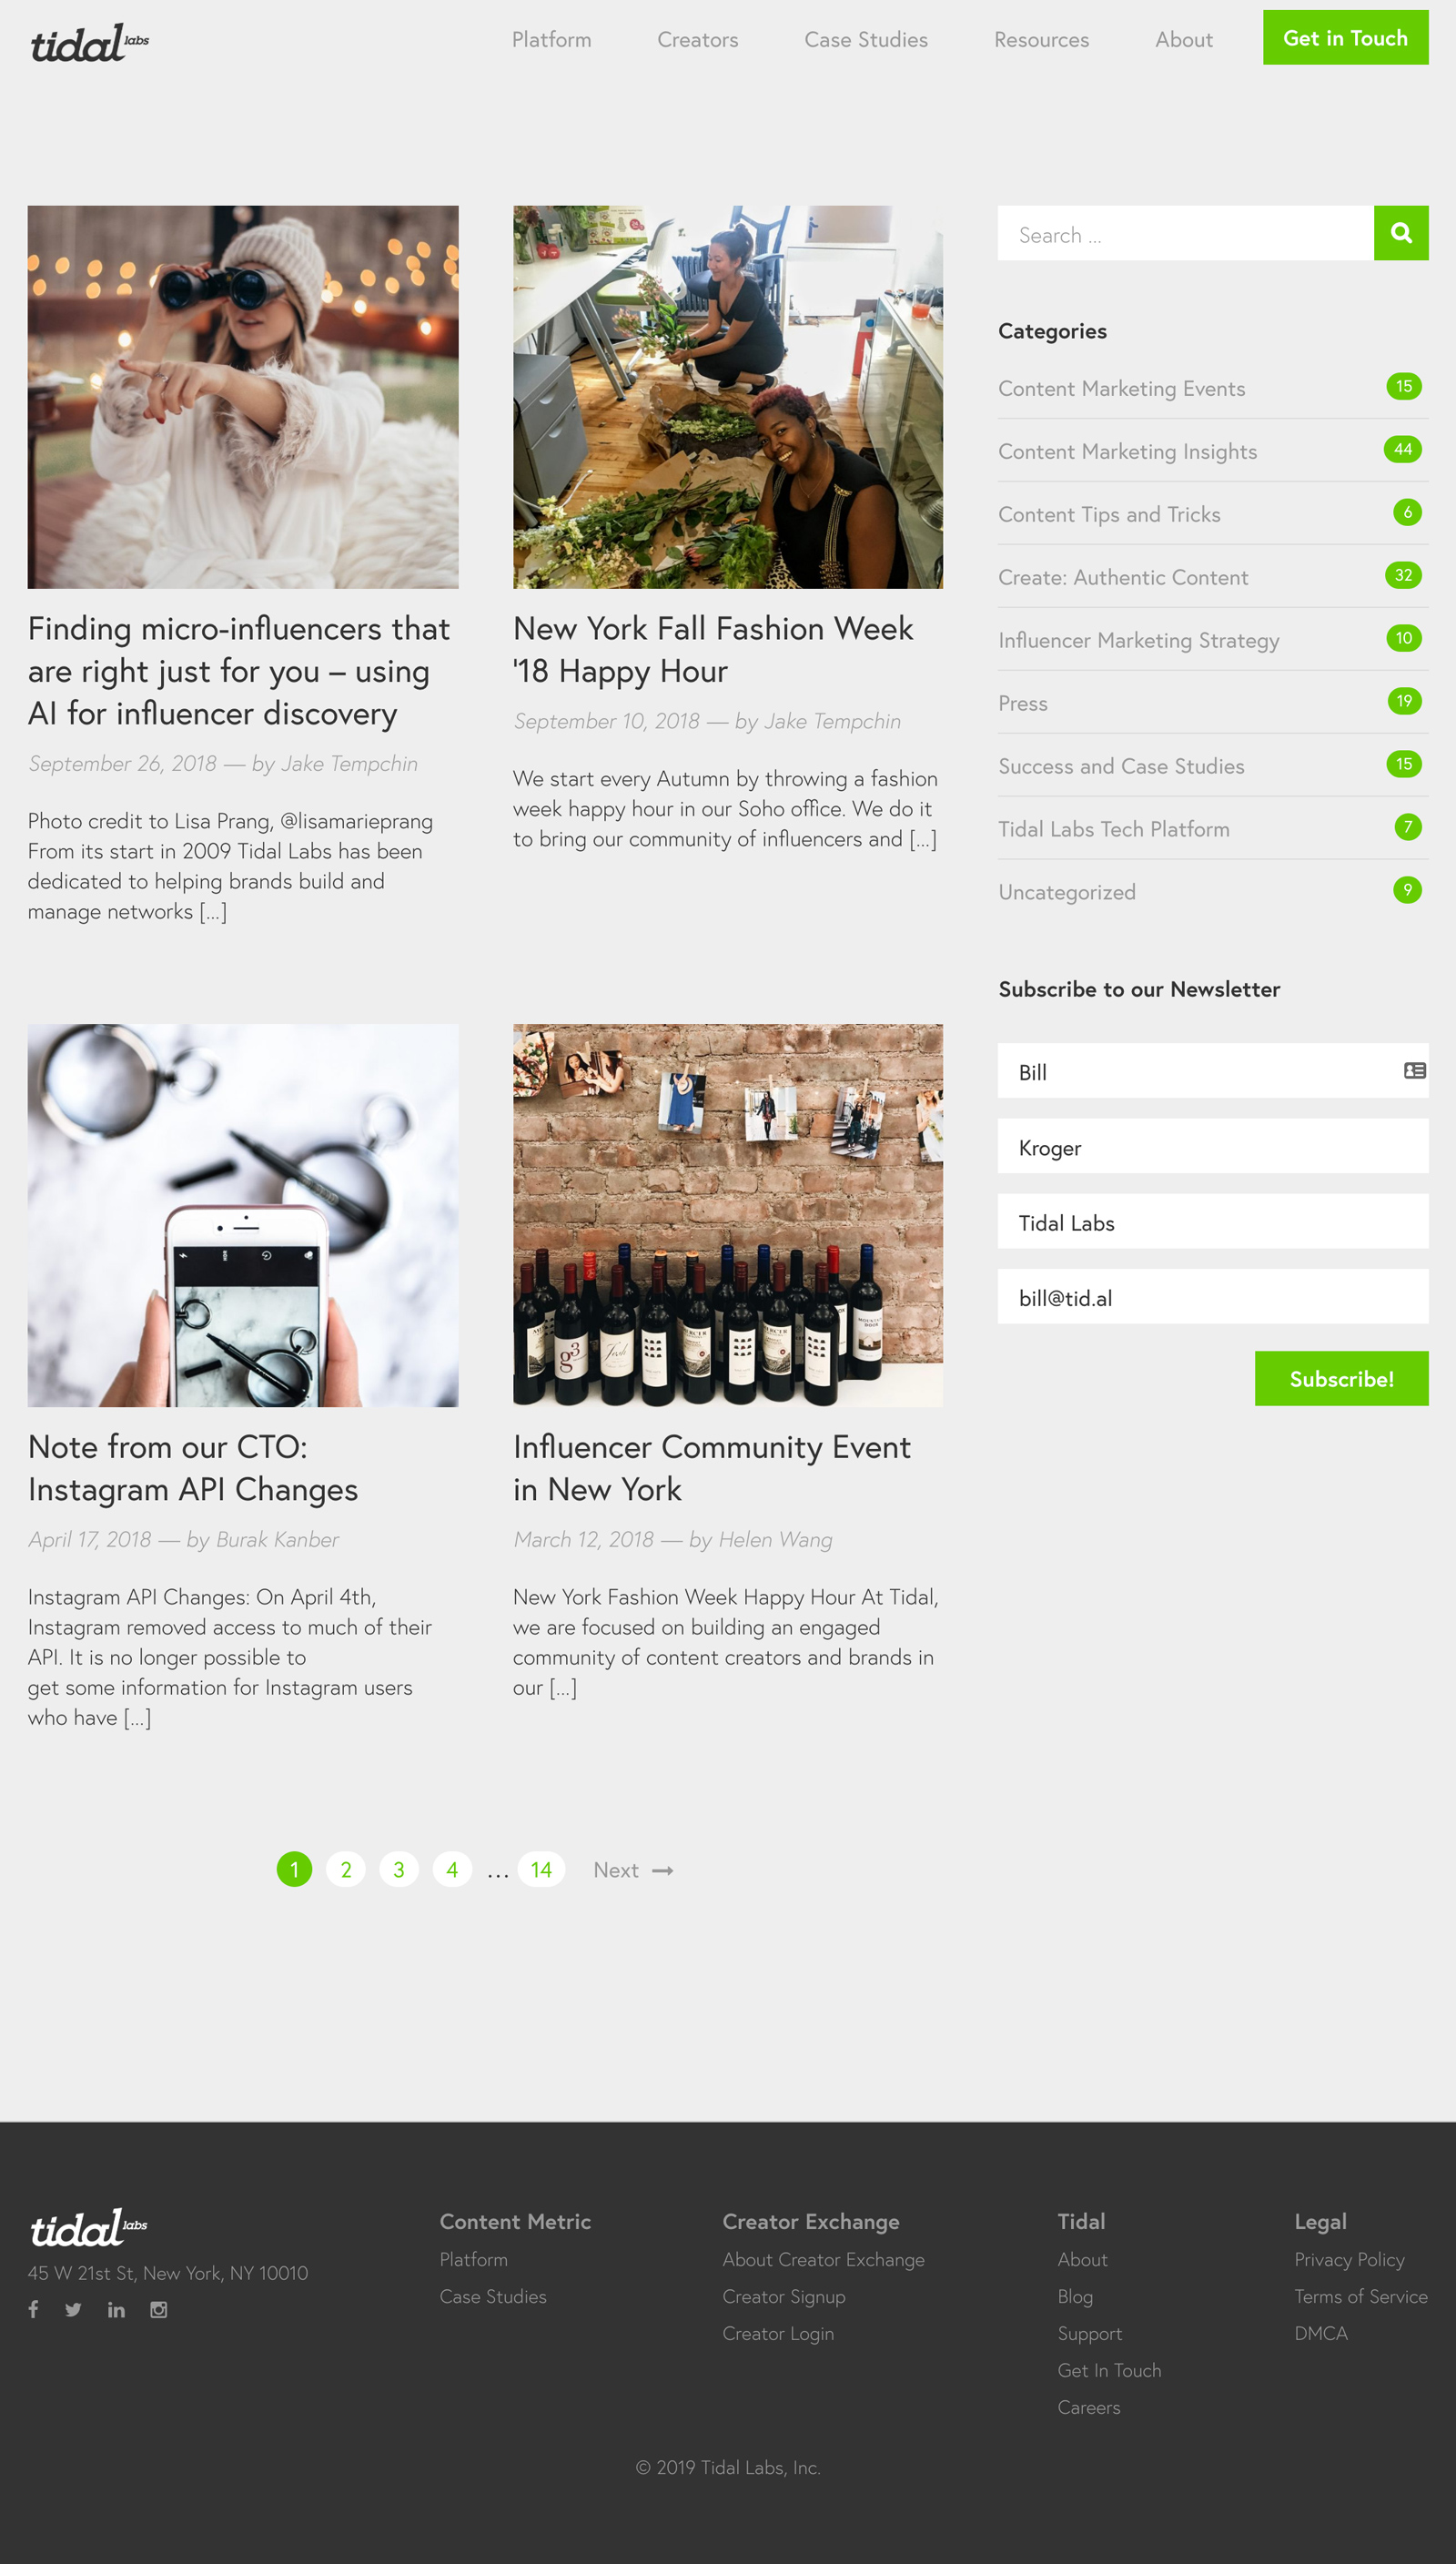 tidal labs
Platform
Creators
Case Studies
Resources
About
Get in Touch
Finding micro-influencers that
are right just for you – using
AI for influencer discovery
September 26, 2018 — by Jake Tempchin
Photo credit to Lisa Prang, @lisamarieprang
From its start in 2009 Tidal Labs has been
dedicated to helping brands build and
manage networks [...]
New York Fall Fashion Week
'18 Happy Hour
September 10, 2018 — by Jake Tempchin
We start every Autumn by throwing a fashion
week happy hour in our Soho office. We do it
to bring our community of influencers and [...]
Note from our CTO:
Instagram API Changes
April 17, 2018 — by Burak Kanber
Instagram API Changes: On April 4th,
Instagram removed access to much of their
API. It is no longer possible to
get some information for Instagram users
who have [...]
g3
Influencer Community Event
in New York
March 12, 2018 — by Helen Wang
New York Fashion Week Happy Hour At Tidal,
we are focused on building an engaged
community of content creators and brands in
our [...]
1 2 3 4 ... 14 Next
Search ...
Categories
Content Marketing Events 15
Content Marketing Insights 44
Content Tips and Tricks 6
Create: Authentic Content 32
Influencer Marketing Strategy 10
Press 19
Success and Case Studies 15
Tidal Labs Tech Platform 7
Uncategorized 9
Subscribe to our Newsletter
Bill
Kroger
Tidal Labs
bill@tid.al
Subscribe!
tidal labs
45 W 21st St, New York, NY 10010
Content Metric
Platform
Case Studies
Creator Exchange
About Creator Exchange
Creator Signup
Creator Login
Tidal
About
Blog
Support
Get In Touch
Careers
Legal
Privacy Policy
Terms of Service
DMCA
© 2019 Tidal Labs, Inc.